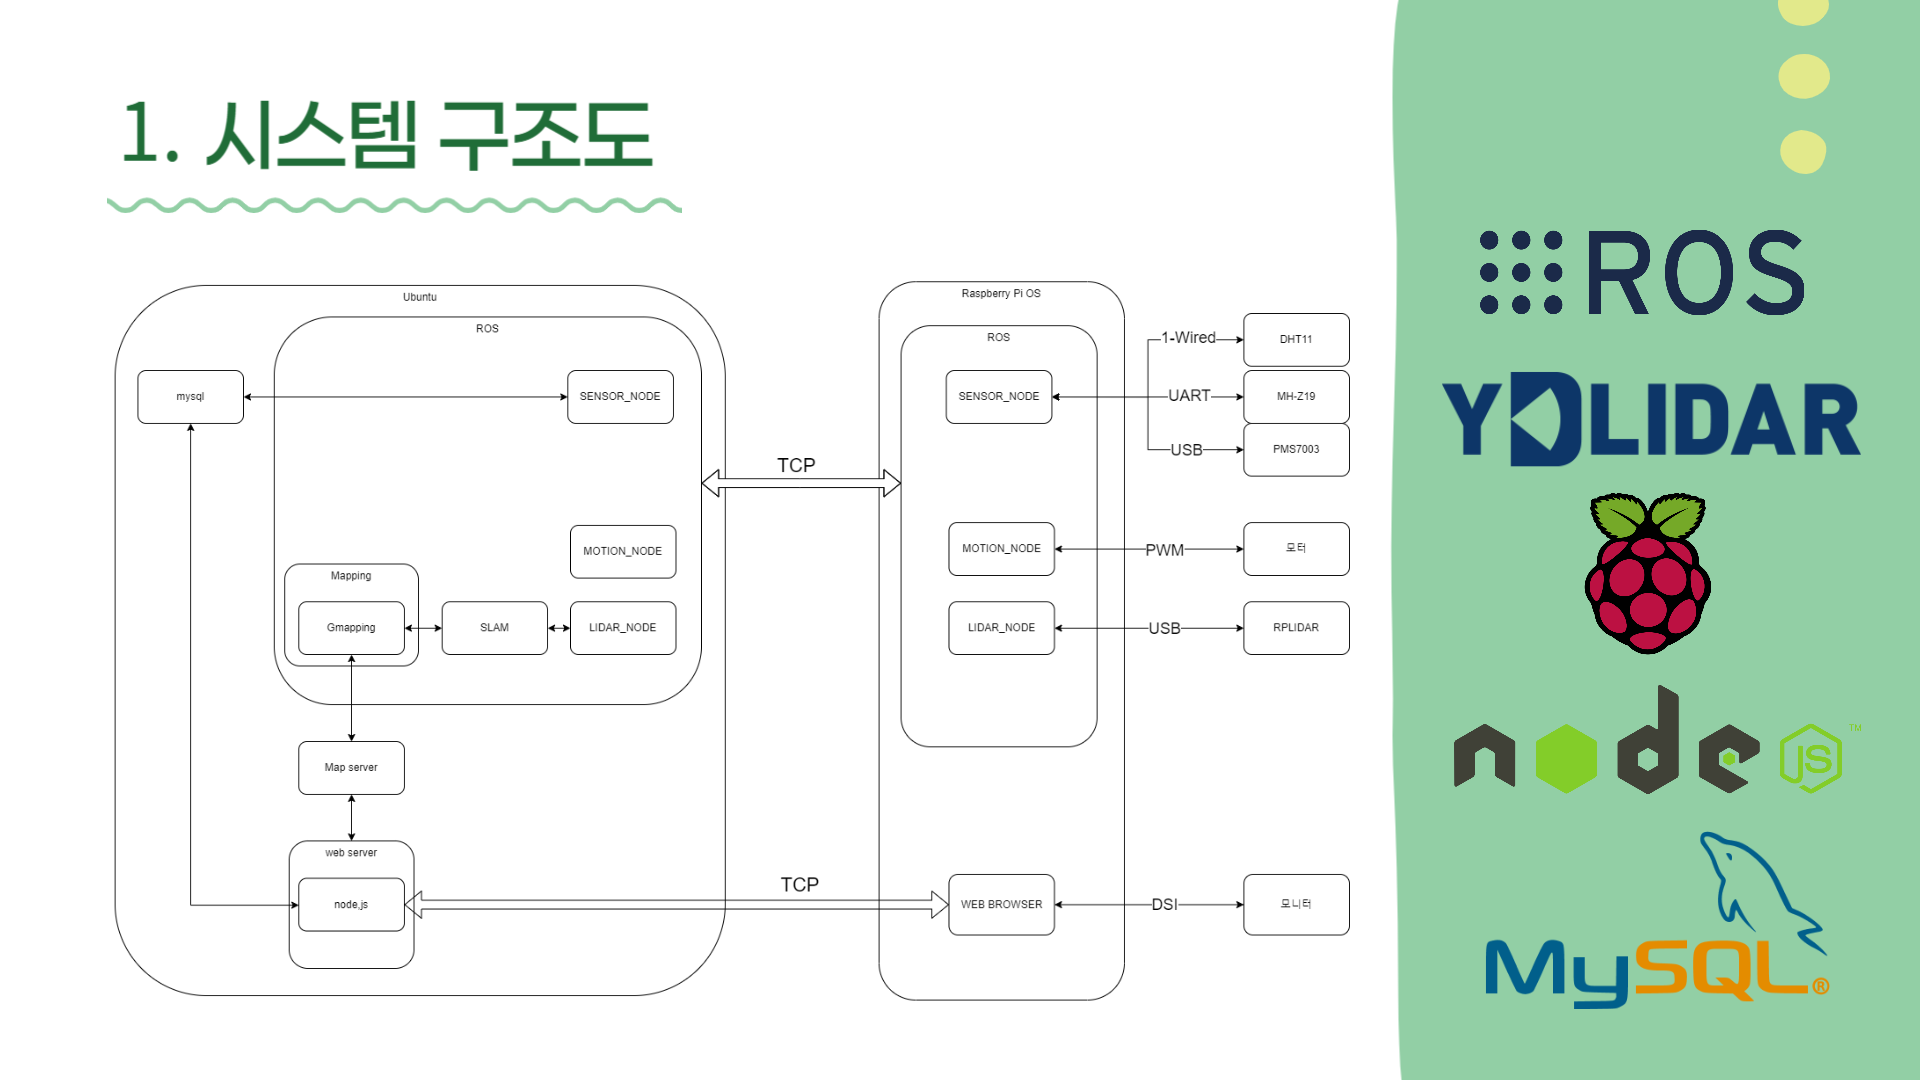 1. 시스템 구조도
Ubuntu
ROS
mysql
SENSOR_NODE
MOTION_NODE
Mapping
Gmapping
SLAM
LIDAR_NODE
Map server
web server
node.js
TCP
TCP
Raspberry Pi OS
ROS
SENSOR_NODE
MOTION_NODE
LIDAR_NODE
WEB BROWSER
1-Wired
UART
USB
PWM
USB
DSI
DHT11
MH-Z19
PMS7003
모터
RPLIDAR
모니터
ROS
YDLIDAR
node JS ™
MySQL®